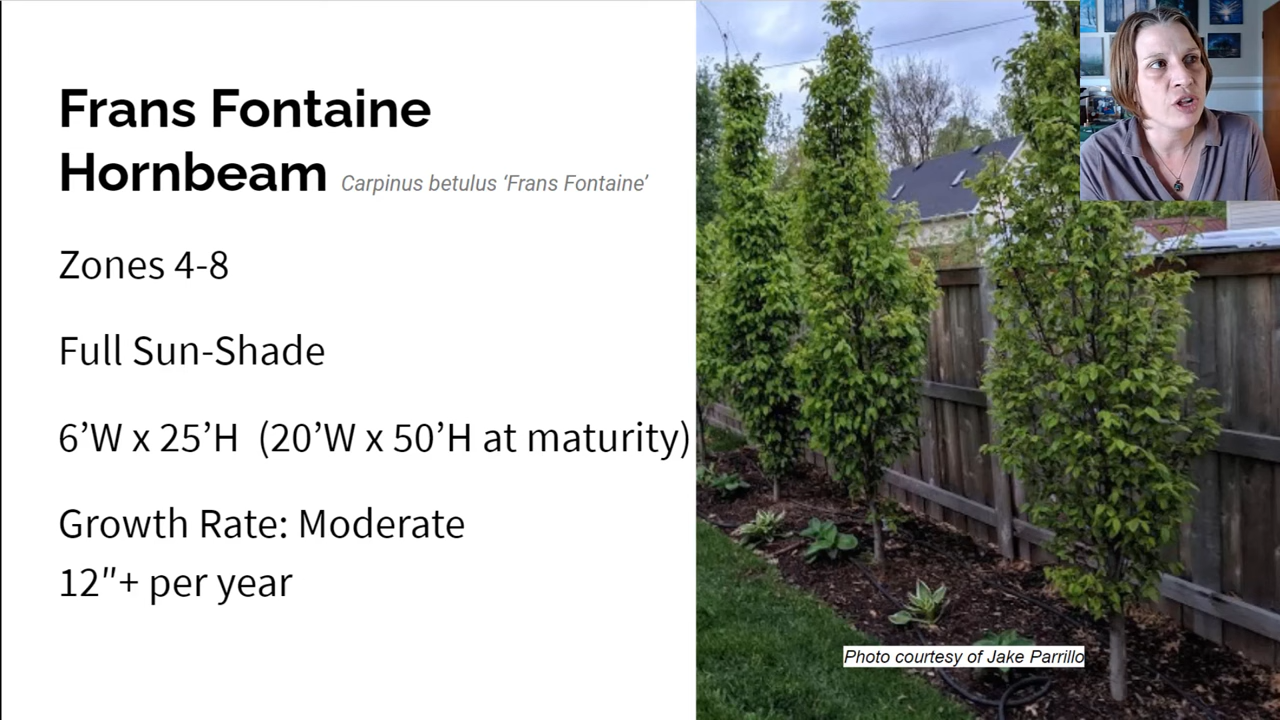 Frans Fontaine
Hornbeam Carpinus betulus ‘Frans Fontaine’
Zones 4-8
Full Sun-Shade
6’W x 25’H (20’W x 50’H at maturity)
Growth Rate: Moderate
12"+ per year
Photo courtesy of Jake Parrillo